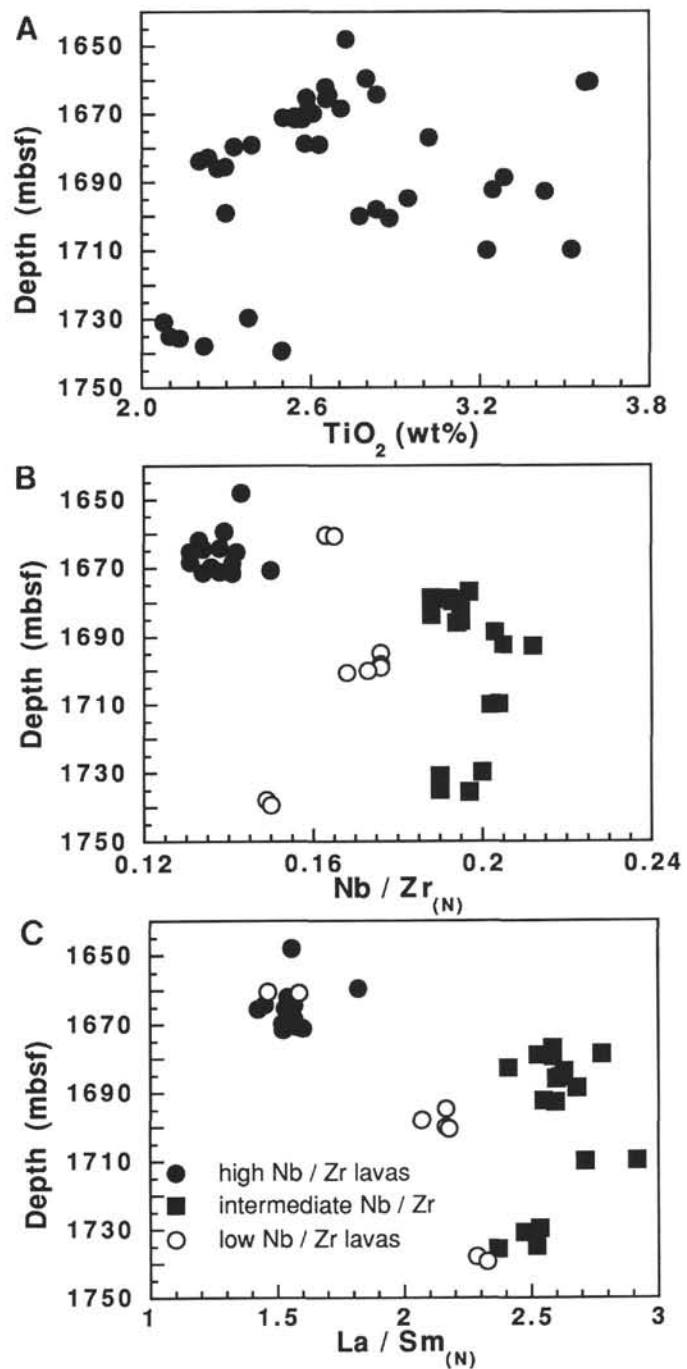 A
1650
1670
1690
1710
1730
1750
Depth (mbsf)
2.0 2.6 3.2 3.8
TiO2 (wt%)
B
1650
1670
1690
1710
1730
1750
Depth (mbsf)
0.12 0.16 0.2 0.24
Nb / Zr(N)
C
1650
1670
1690
1710
1730
1750
Depth (mbsf)
high Nb / Zr lavas
intermediate Nb / Zr
low Nb / Zr lavas
1 1.5 2 2.5 3
La / Sm(N)